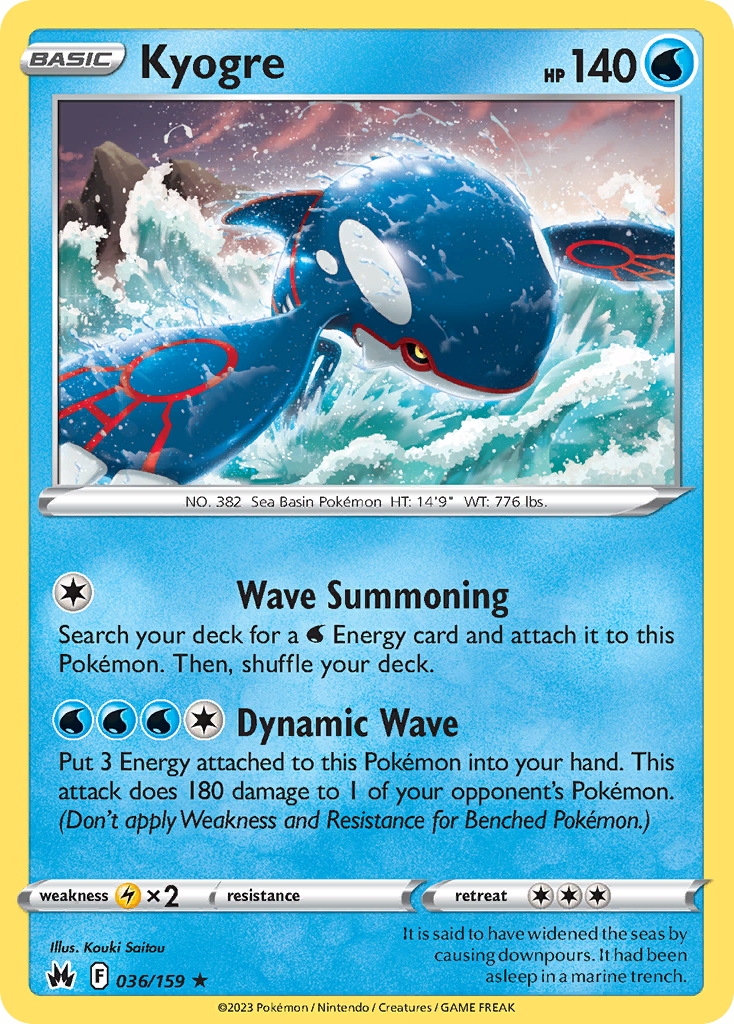 BASIC
Kyogre
HP 140
NO. 382 Sea Basin Pokémon HT: 14'9" WT: 776 lbs.
Wave Summoning
Search your deck for a Energy card and attach it to this
Pokémon. Then, shuffle your deck.
Dynamic Wave
Put 3 Energy attached to this Pokémon into your hand. This
attack does 180 damage to 1 of your opponent's Pokémon.
(Don't apply Weakness and Resistance for Benched Pokémon.)
weakness ×2 resistance retreat
Illus. Kouki Saitou
F 036/159 ★
It is said to have widened the seas by
causing downpours. It had been
asleep in a marine trench.
©2023 Pokémon / Nintendo / Creatures / GAME FREAK